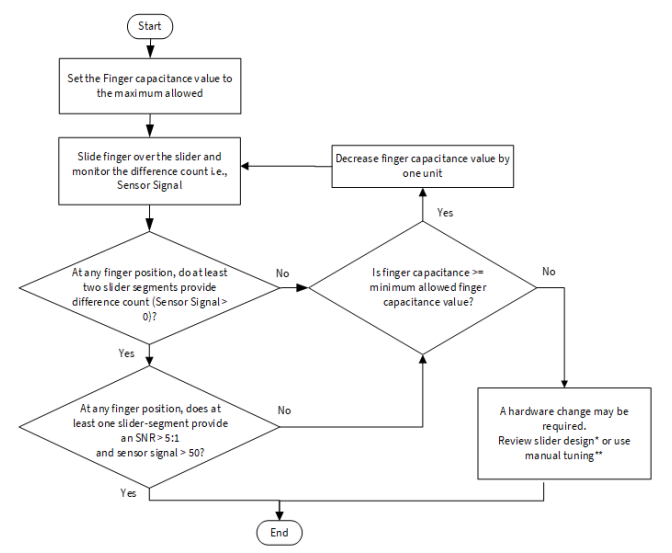 Start
Set the Finger capacitance value to
the maximum allowed
Slide finger over the slider and
monitor the difference count i.e.,
Sensor Signal
Decrease finger capacitance value by
one unit
Yes
At any finger position, do at least
two slider segments provide
difference count (Sensor Signal >
0)?
No
Is finger capacitance >=
minimum allowed finger
capacitance value?
No
Yes
At any finger position, does at
least one slider-segment provide
an SNR > 5:1
and sensor signal > 50?
No
A hardware change may be
required.
Review slider design* or use
manual tuning**
Yes
End